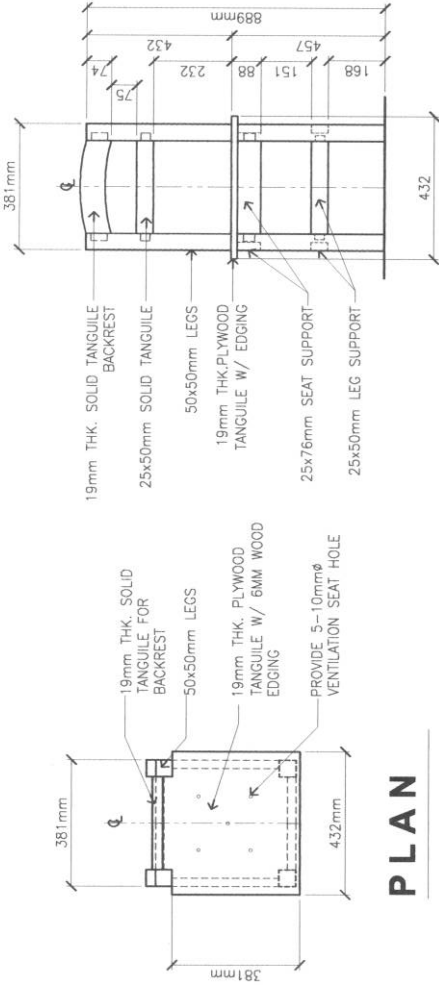 381mm
℄
19mm THK. SOLID
TANGUILE FOR
BACKREST
50x50mm LEGS
19mm THK. PLYWOOD
TANGUILE W/ 6MM WOOD
EDGING
PROVIDE 5-10mmø
VENTILATION SEAT HOLE
381mm
432mm
PLAN
381mm
℄
19mm THK. SOLID TANGUILE
BACKREST
25x50mm SOLID TANGUILE
50x50mm LEGS
19mm THK.PLYWOOD
TANGUILE W/ EDGING
25x76mm SEAT SUPPORT
25x50mm LEG SUPPORT
74
75
232
88
151
168
432
457
889mm
432